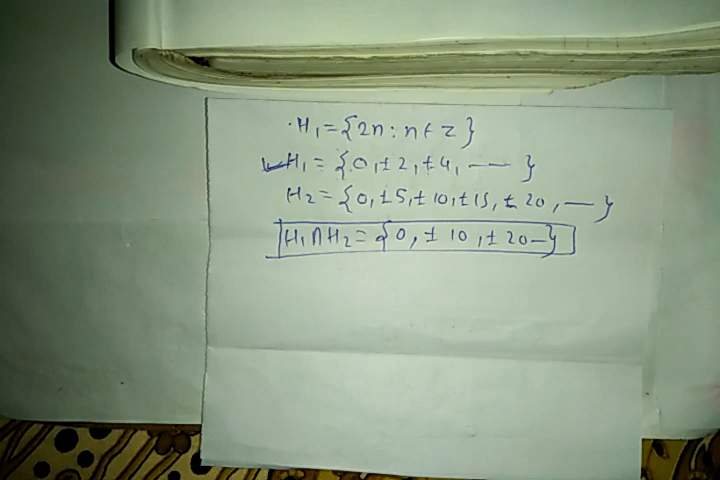 .H₁={2n: n∈z}
H₁ = {0,±2,±4, —— }
H₂={0,±5,±10,±15,±20,—}
H₁∩H₂={0,±10,±20—}